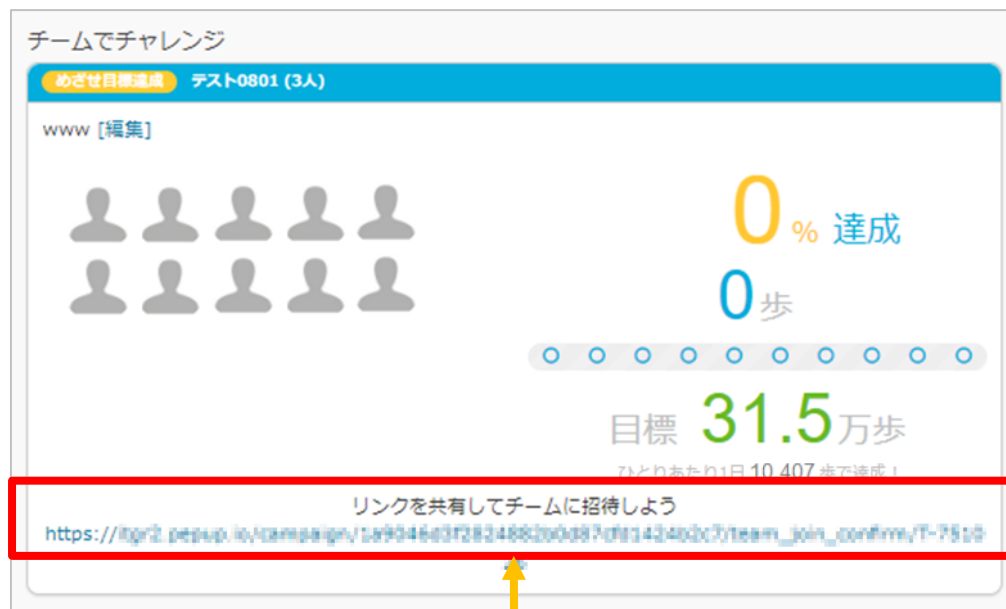 チームでチャレンジ
めざせ目標達成 テスト0801 (3人)
www [編集]
0 % 達成
0 歩
目標 31.5 万歩
ひとりあたり1日 10,407 歩で達成！
リンクを共有してチームに招待しよう
https://